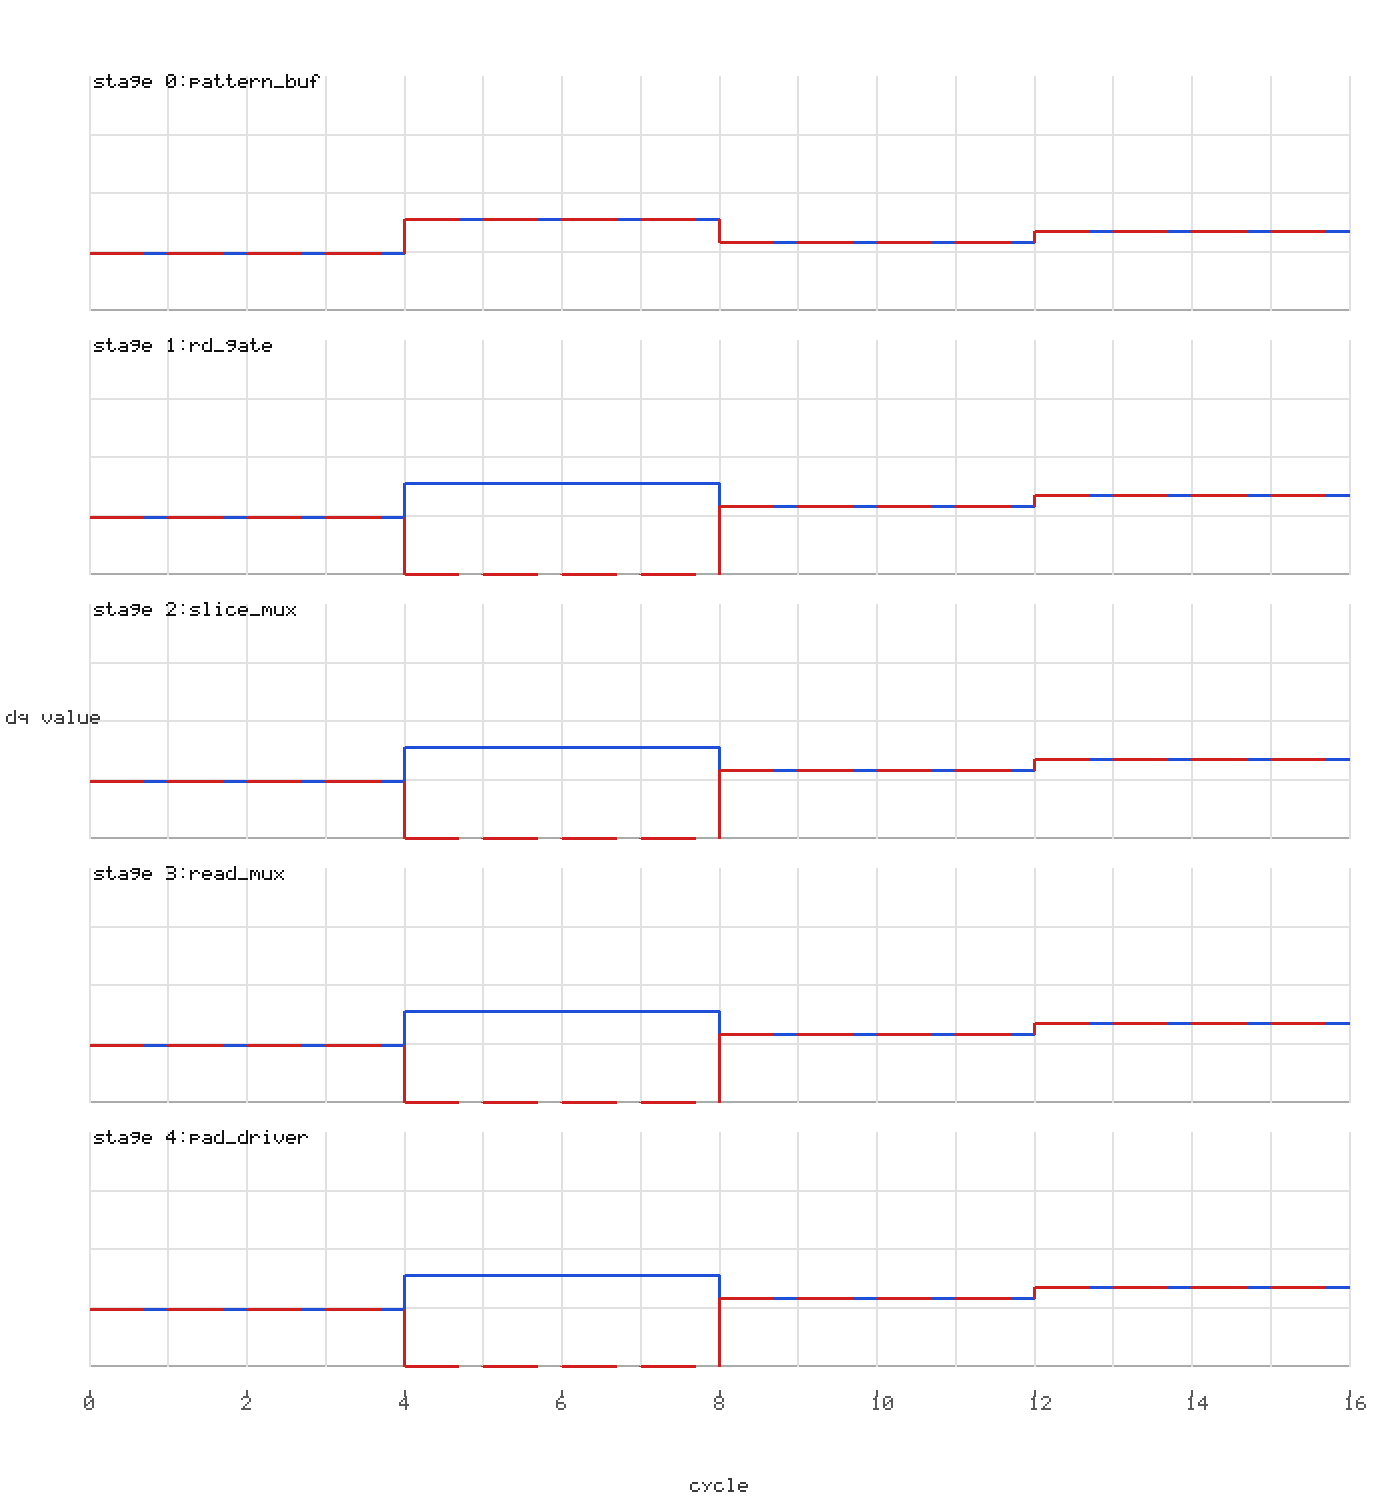 stage 0:pattern_buf
stage 1:rd_gate
stage 2:slice_mux
dq value
stage 3:read_mux
stage 4:pad_driver
0 2 4 6 8 10 12 14 16
cycle